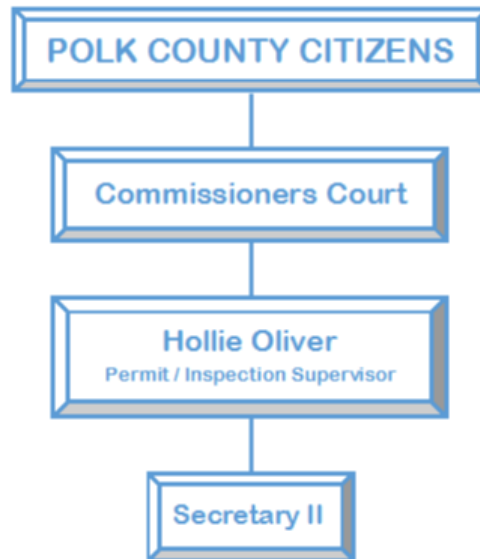 POLK COUNTY CITIZENS
Commissioners Court
Hollie Oliver
Permit / Inspection Supervisor
Secretary II